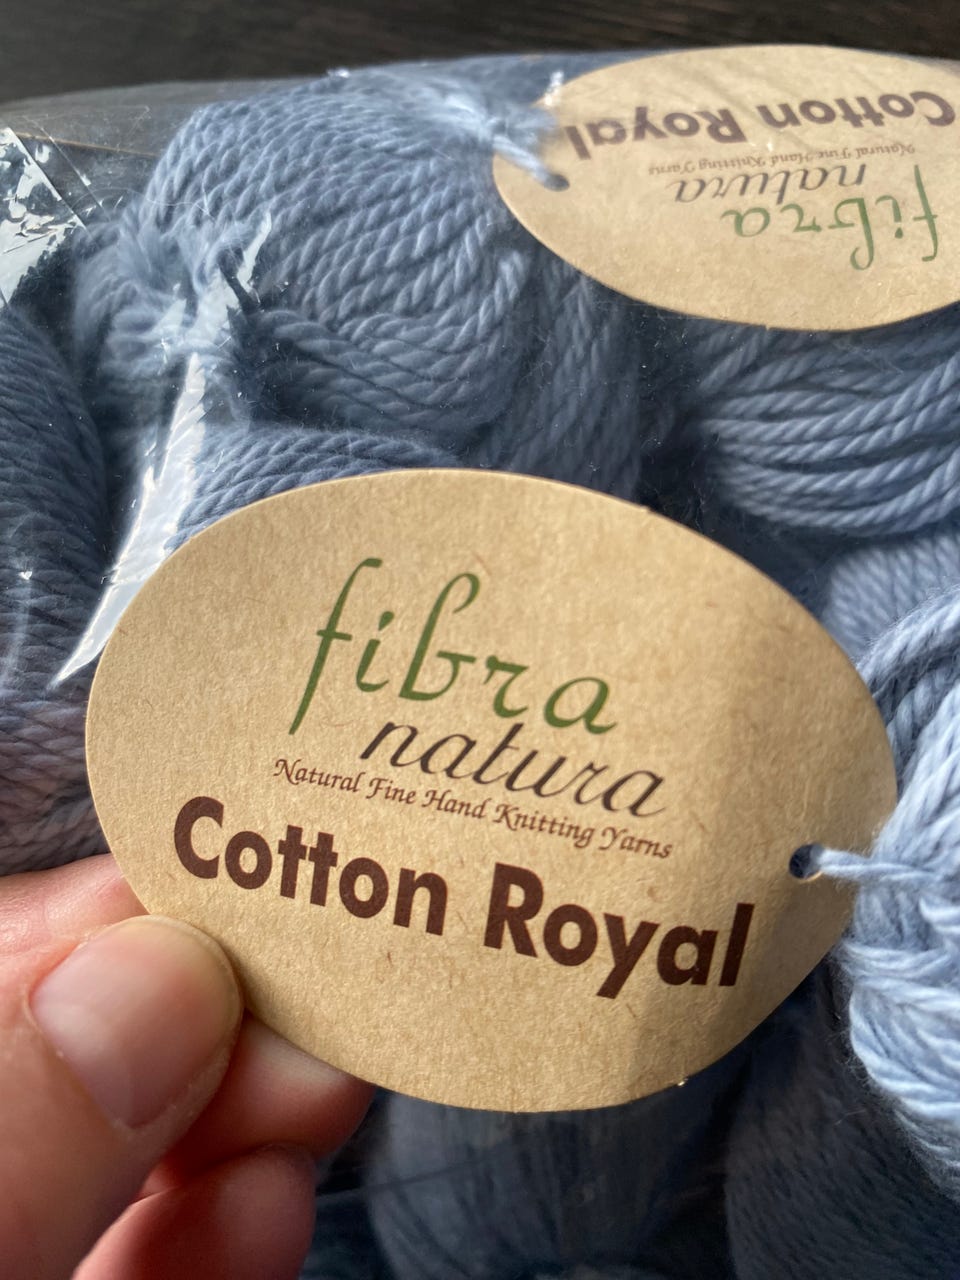 Cotton Royal
Natural Fine Hand Knitting Yarns
natura
fibra
fibra
natura
Natural Fine Hand Knitting Yarns
Cotton Royal